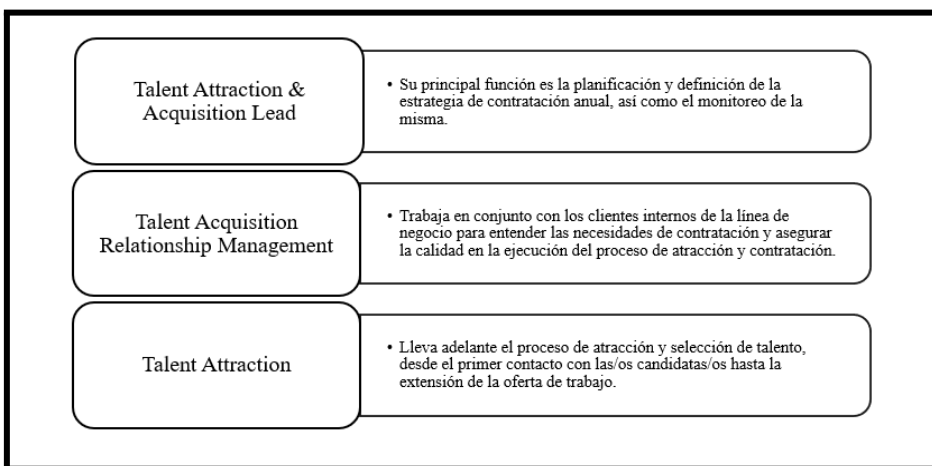 Talent Attraction &
Acquisition Lead
• Su principal función es la planificación y definición de la
estrategia de contratación anual, así como el monitoreo de la
misma.
Talent Acquisition
Relationship Management
• Trabaja en conjunto con los clientes internos de la línea de
negocio para entender las necesidades de contratación y asegurar
la calidad en la ejecución del proceso de atracción y contratación.
Talent Attraction
• Lleva adelante el proceso de atracción y selección de talento,
desde el primer contacto con las/os candidatas/os hasta la
extensión de la oferta de trabajo.